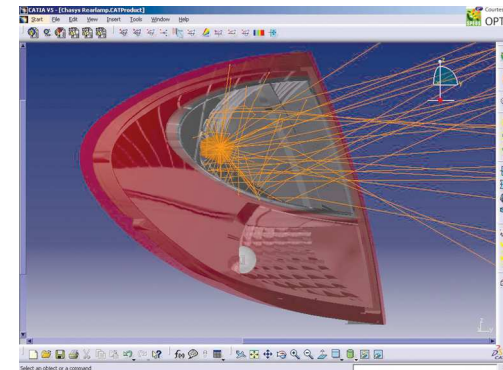 CATIA V5 - [Chasys Rearlamp.CATProduct]
Start File Edit View Insert Tools Window Help
Courtes
OPT
f(x)
Select an object or a command